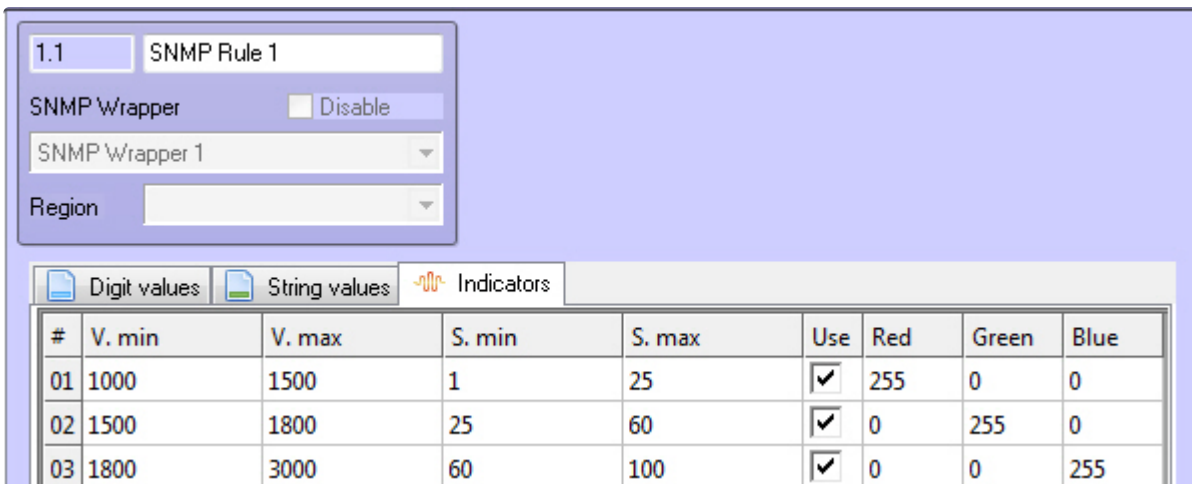 1.1 SNMP Rule 1
SNMP Wrapper Disable
SNMP Wrapper 1
Region
Digit values String values Indicators
# V. min V. max S. min S. max Use Red Green Blue
01 1000 1500 1 25 255 0 0
02 1500 1800 25 60 0 255 0
03 1800 3000 60 100 0 0 255